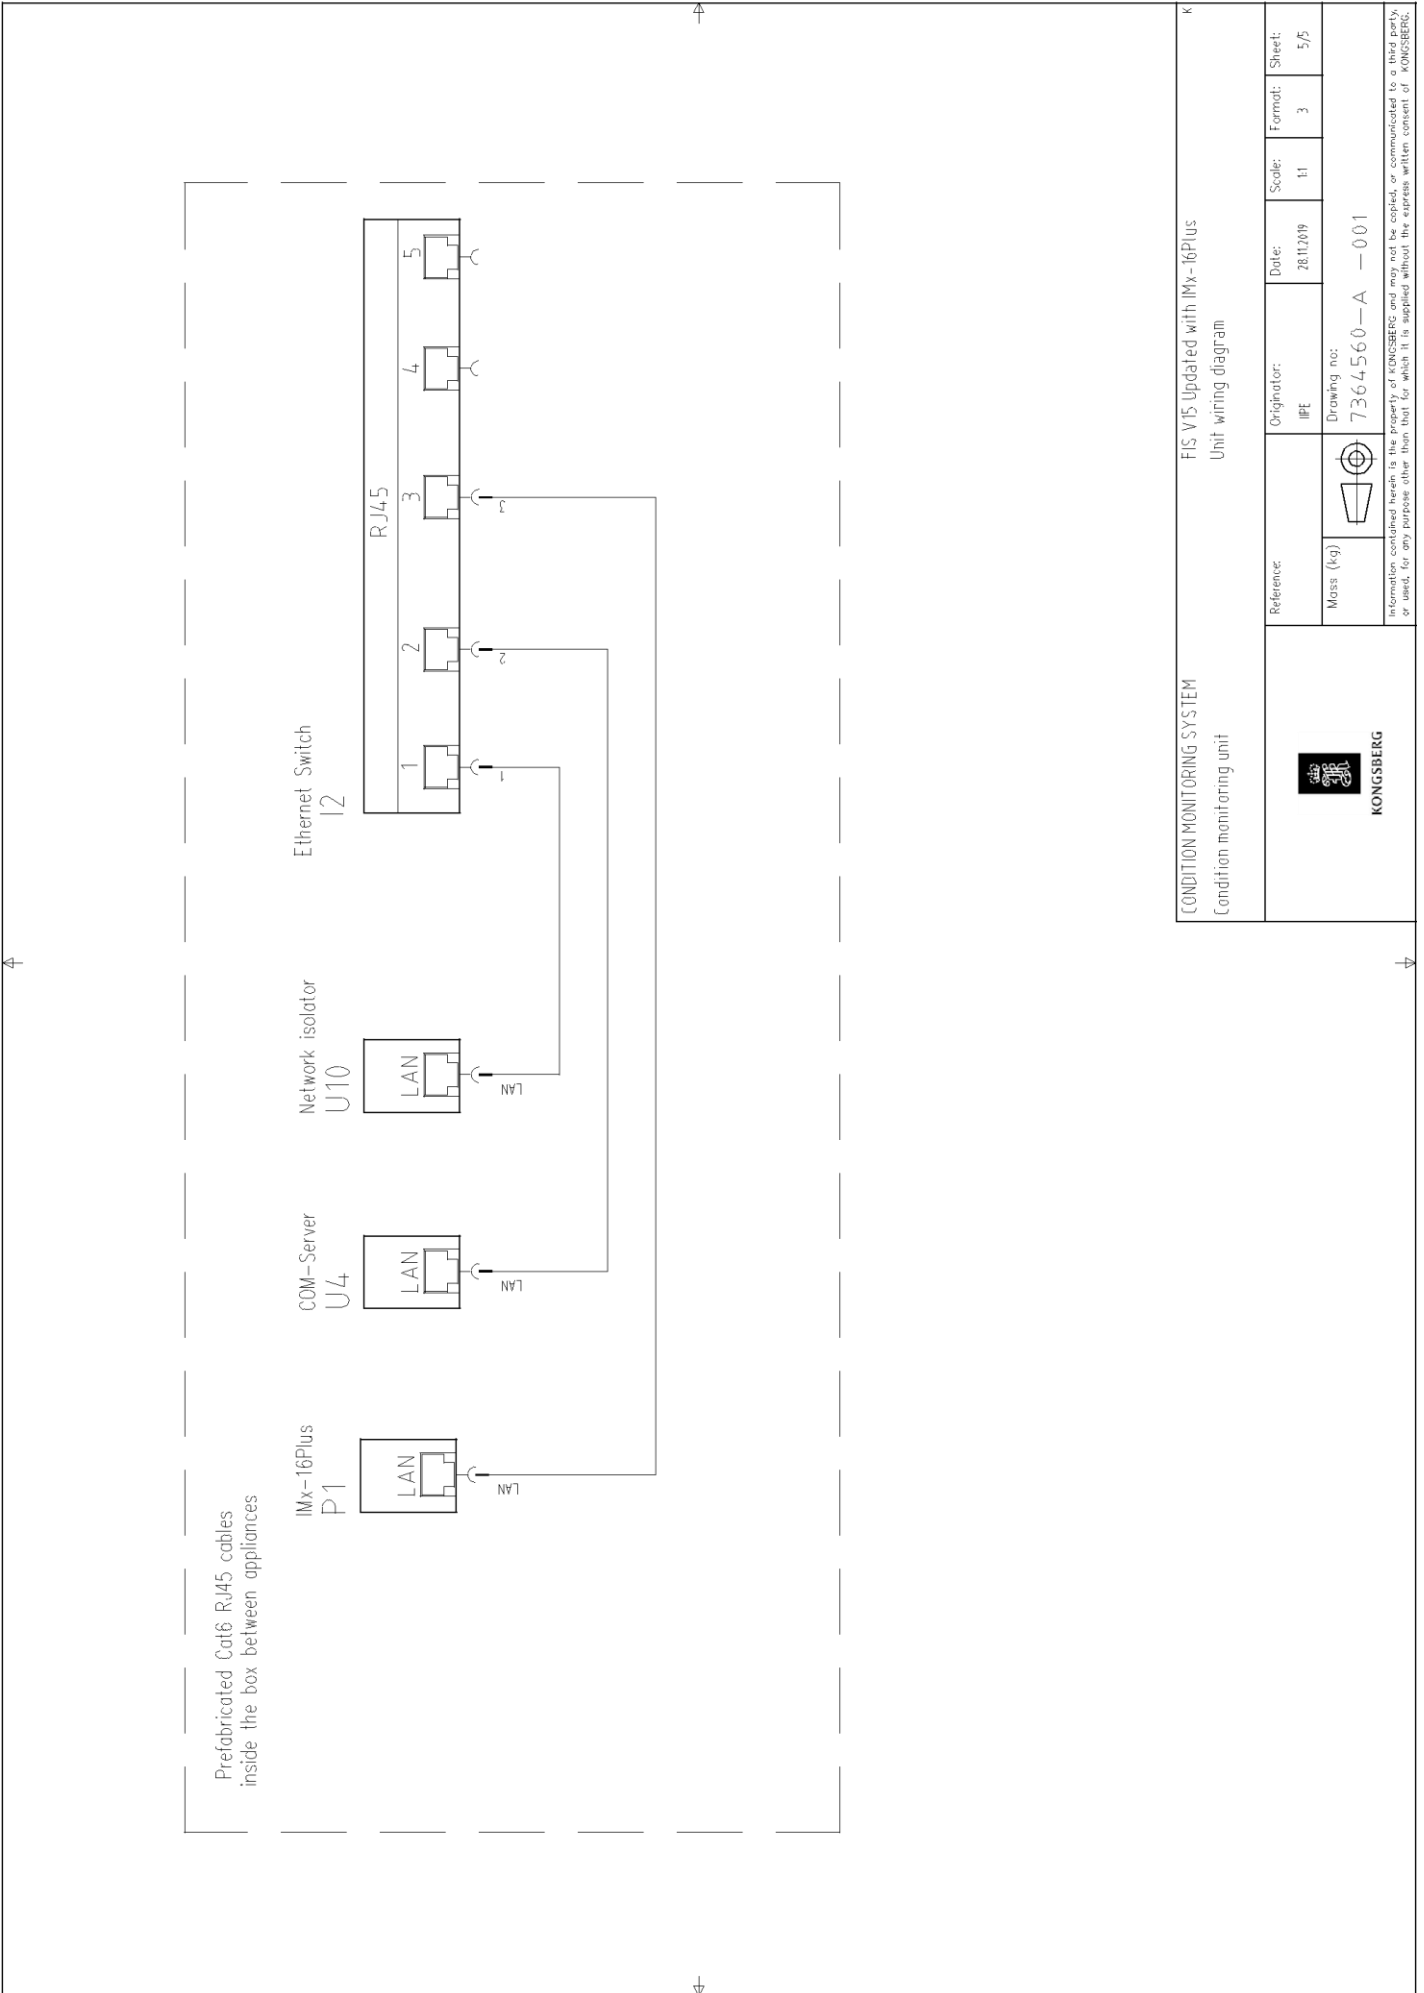 Prefabricated Cat6 RJ45 cables
inside the box between appliances
IMx-16Plus
P1
LAN
LAN
COM-Server
U4
LAN
LAN
Network isolator
U10
LAN
LAN
Ethernet Switch
I2
RJ45
1
2
3
4
5
1
2
3
CONDITION MONITORING SYSTEM
Condition monitoring unit
FIS V15 Updated with IMx-16Plus
Unit wiring diagram
K
KONGSBERG
Reference:
Originator:
IIPE
Date:
28.11.2019
Scale:
1:1
Format:
3
Sheet:
5/5
Mass (kg)
Drawing no:
7364560-A -001
Information contained herein is the property of KONGSBERG and may not be copied, or communicated to a third party,
or used, for any purpose other than that for which it is supplied without the express written consent of KONGSBERG.